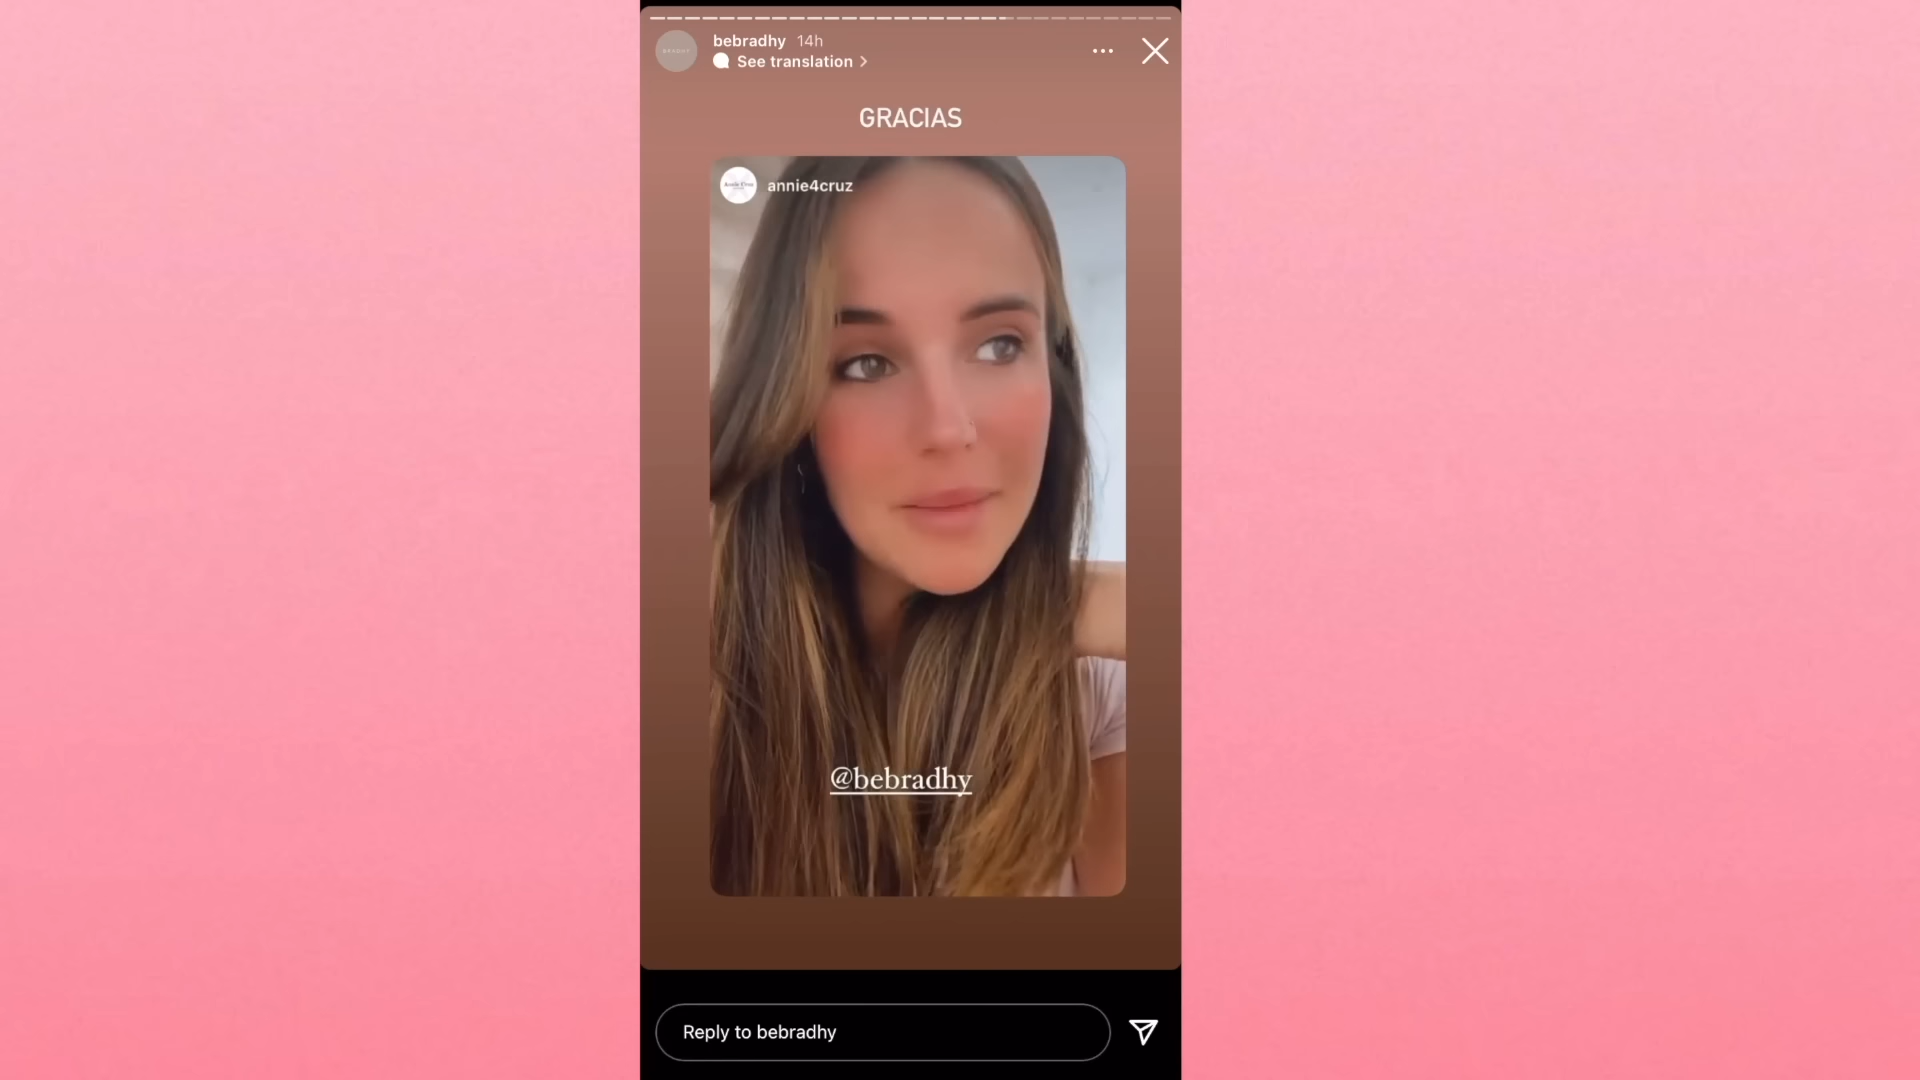 bebradhy 14h
See translation
GRACIAS
annie4cruz
@bebradhy
Reply to bebradhy